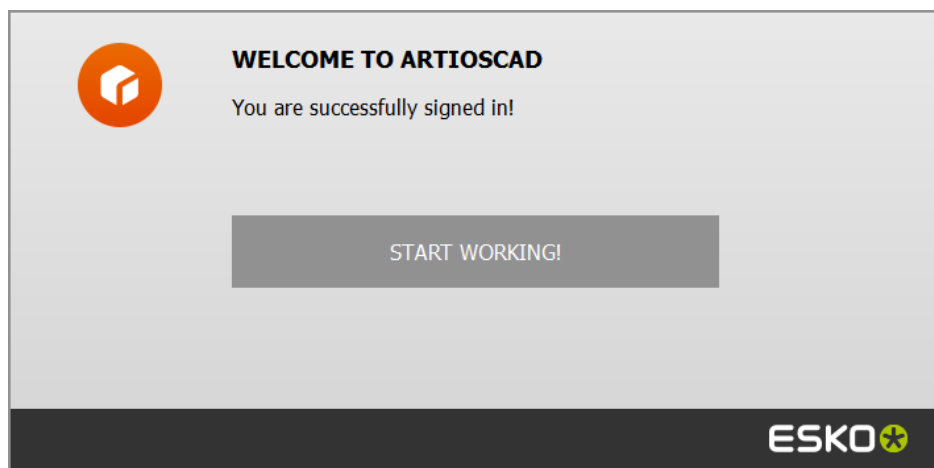 WELCOME TO ARTIOSCAD
You are successfully signed in!
START WORKING!
ESKO